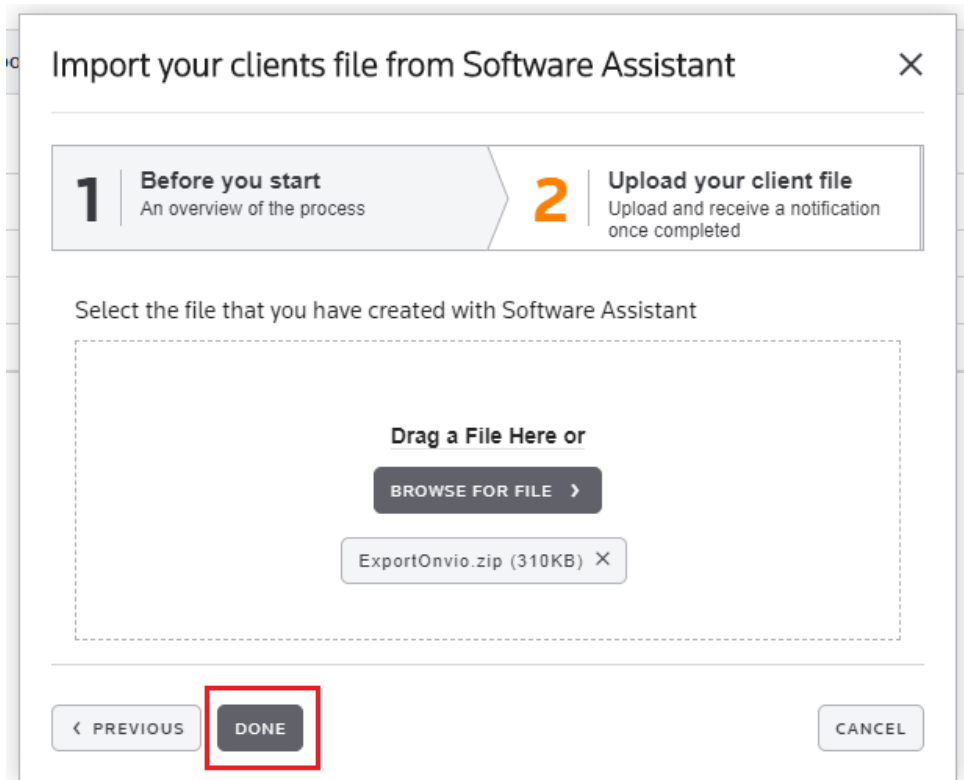 Import your clients file from Software Assistant
1
Before you start
An overview of the process
2
Upload your client file
Upload and receive a notification
once completed
Select the file that you have created with Software Assistant
Drag a File Here or
BROWSE FOR FILE
ExportOnvio.zip (310KB)
PREVIOUS
DONE
CANCEL